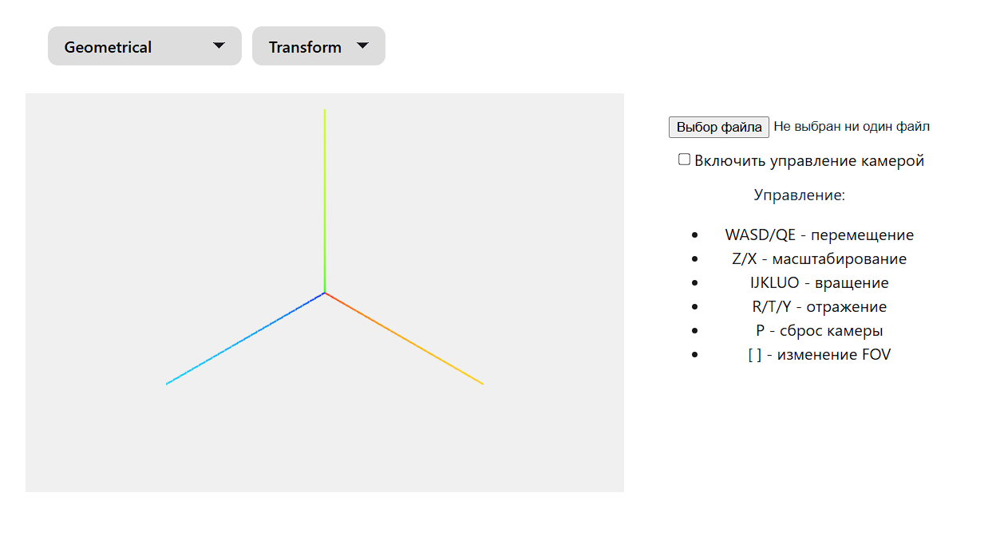 Geometrical
Transform
Выбор файла Не выбран ни один файл
Включить управление камерой
Управление:
WASD/QE - перемещение
Z/X - масштабирование
IJKLUO - вращение
R/T/Y - отражение
P - сброс камеры
[ ] - изменение FOV